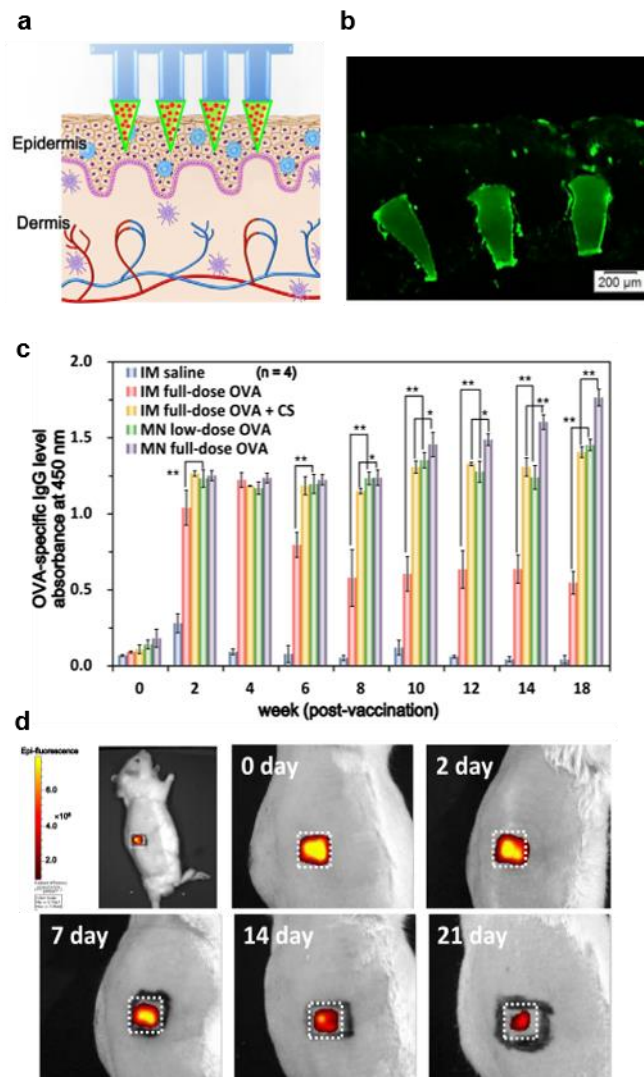 a
b
Epidermis
Dermis
200 µm
c
IM saline (n = 4)
IM full-dose OVA
IM full-dose OVA + CS
MN low-dose OVA
MN full-dose OVA
OVA-specific IgG level
absorbance at 450 nm
2.0
1.5
1.0
0.5
0.0
** ** ** * ** * ** * ** ** ** **
0 2 4 6 8 10 12 14 18
week (post-vaccination)
d
Epi-fluorescence
6.0
×10⁸
2.0
0 day
2 day
7 day
14 day
21 day